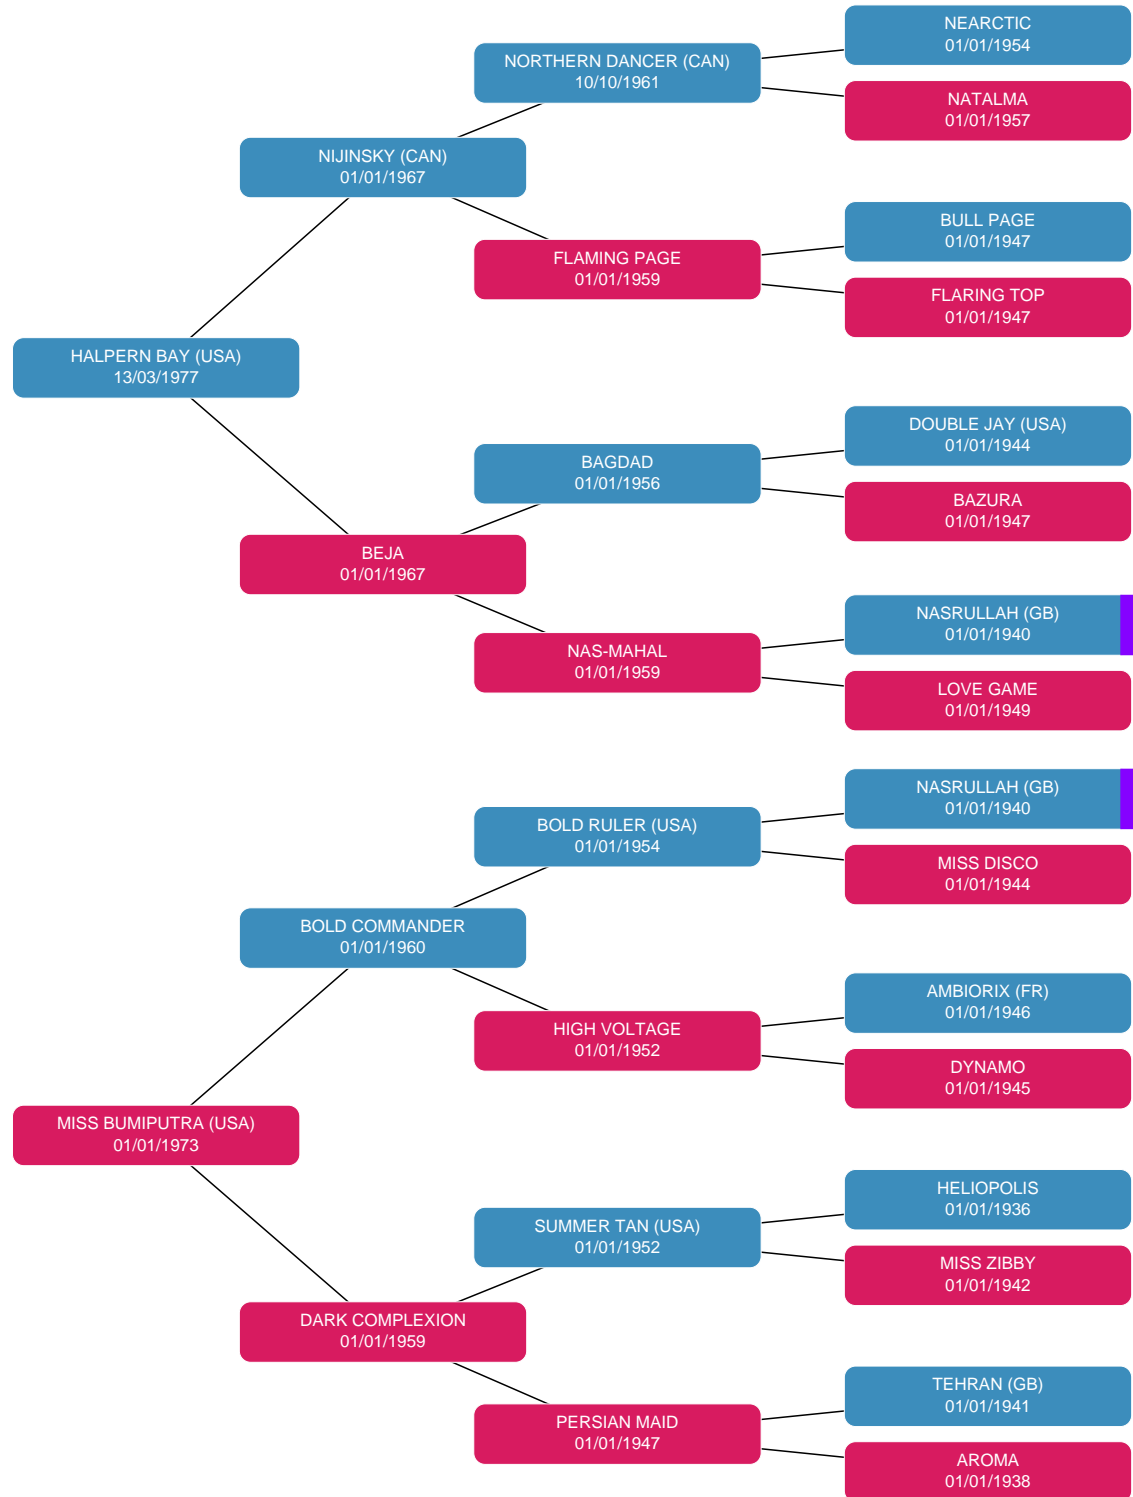 NEARCTIC
01/01/1954
NORTHERN DANCER (CAN)
10/10/1961
NATALMA
01/01/1957
NIJINSKY (CAN)
01/01/1967
BULL PAGE
01/01/1947
FLAMING PAGE
01/01/1959
FLARING TOP
01/01/1947
HALPERN BAY (USA)
13/03/1977
DOUBLE JAY (USA)
01/01/1944
BAGDAD
01/01/1956
BAZURA
01/01/1947
BEJA
01/01/1967
NASRULLAH (GB)
01/01/1940
NAS-MAHAL
01/01/1959
LOVE GAME
01/01/1949
NASRULLAH (GB)
01/01/1940
BOLD RULER (USA)
01/01/1954
MISS DISCO
01/01/1944
BOLD COMMANDER
01/01/1960
AMBIORIX (FR)
01/01/1946
HIGH VOLTAGE
01/01/1952
DYNAMO
01/01/1945
MISS BUMIPUTRA (USA)
01/01/1973
HELIOPOLIS
01/01/1936
SUMMER TAN (USA)
01/01/1952
MISS ZIBBY
01/01/1942
DARK COMPLEXION
01/01/1959
TEHRAN (GB)
01/01/1941
PERSIAN MAID
01/01/1947
AROMA
01/01/1938